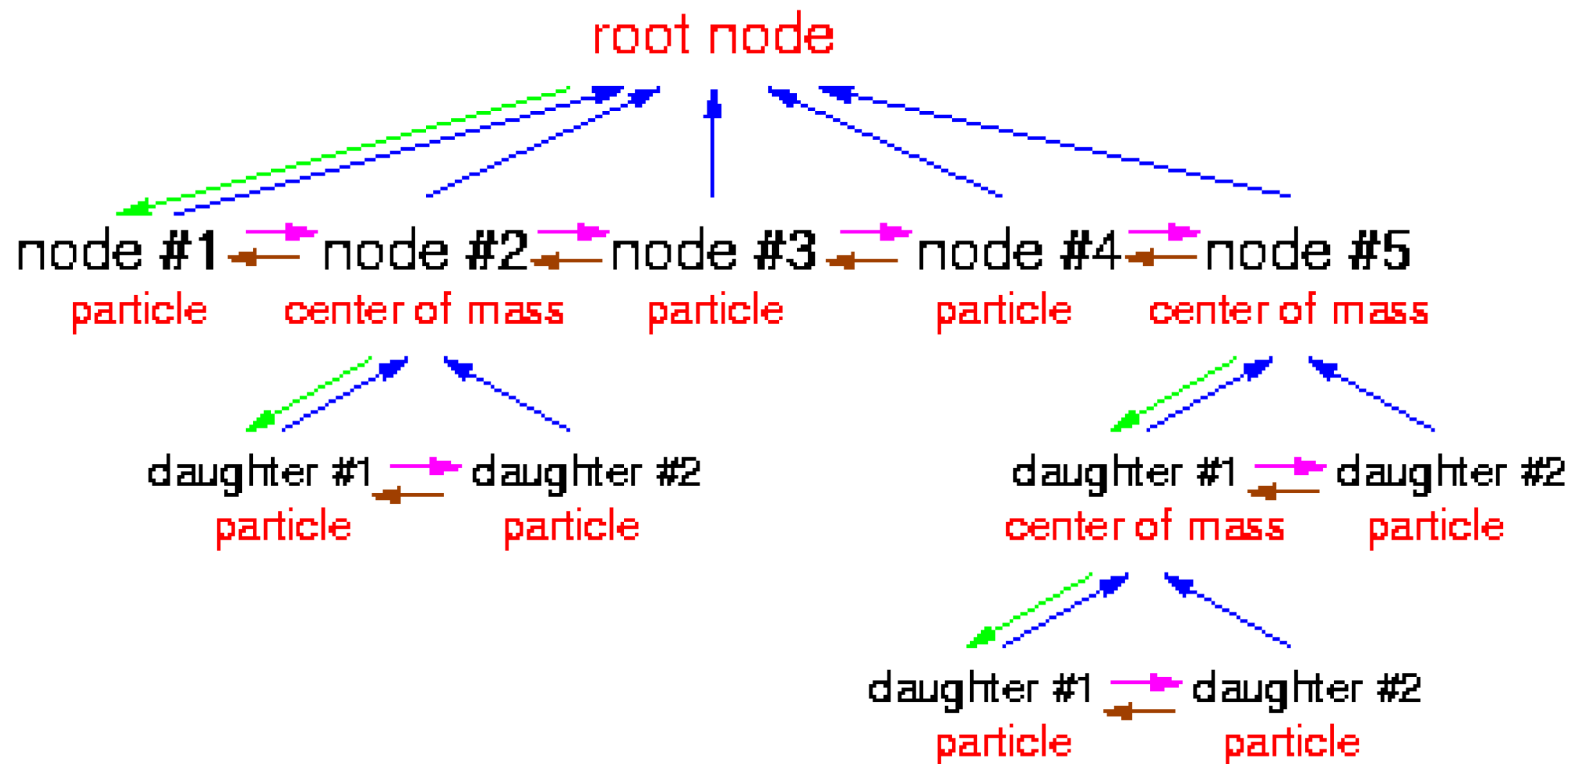 root node
node #1 node #2 node #3 node #4 node #5
particle center of mass particle particle center of mass
daughter #1 daughter #2 daughter #1 daughter #2
particle particle center of mass particle
daughter #1 daughter #2
particle particle